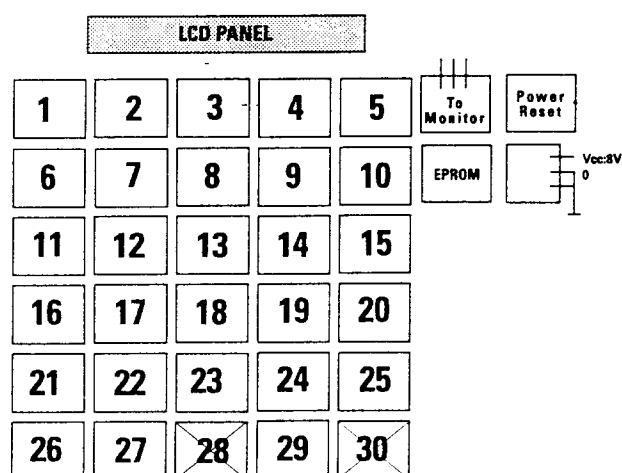 LCD PANEL
1 2 3 4 5 To Monitor Power Reset
6 7 8 9 10 EPROM Vcc:8V
0
11 12 13 14 15
16 17 18 19 20
21 22 23 24 25
26 27 28 29 30